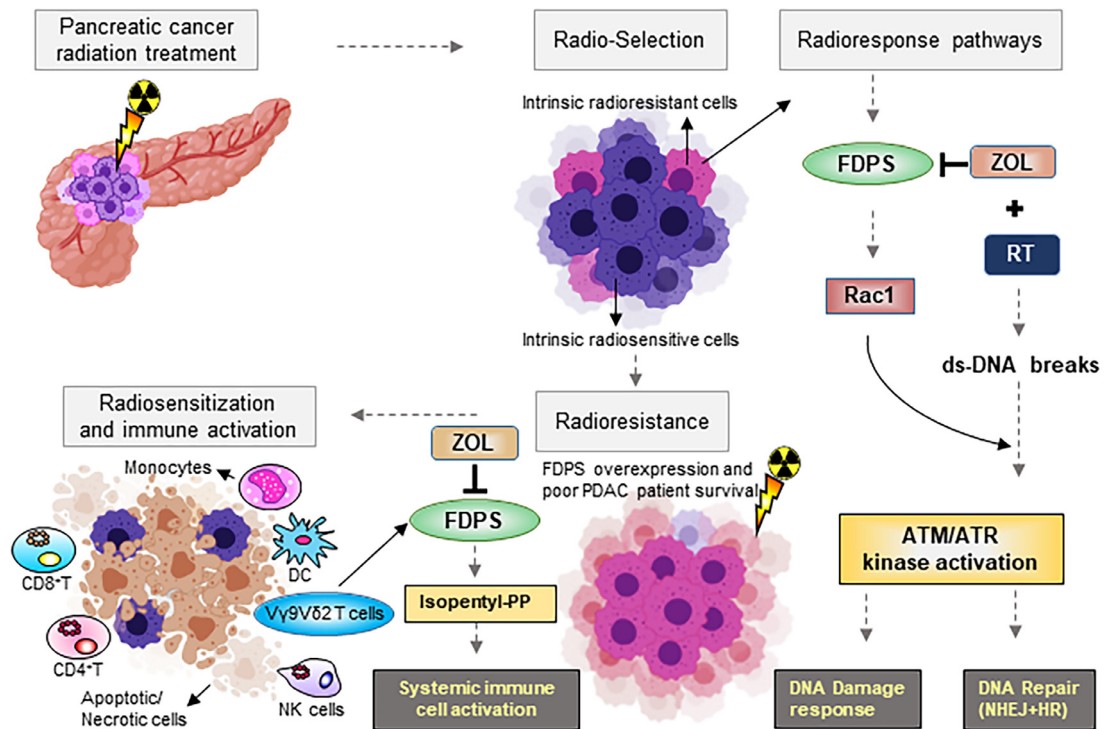 Pancreatic cancer
radiation treatment
Radio-Selection
Radioresponse pathways
Intrinsic radioresistant cells
FDPS
ZOL
+
RT
Rac1
Intrinsic radiosensitive cells
ds-DNA breaks
Radiosensitization
and immune activation
Radioresistance
ZOL
Monocytes
FDPS overexpression and
poor PDAC patient survival
FDPS
CD8+T
DC
ATM/ATR
kinase activation
Isopentyl-PP
Vγ9Vδ2 T cells
CD4+T
Apoptotic/
Necrotic cells
NK cells
Systemic immune
cell activation
DNA Damage
response
DNA Repair
(NHEJ+HR)